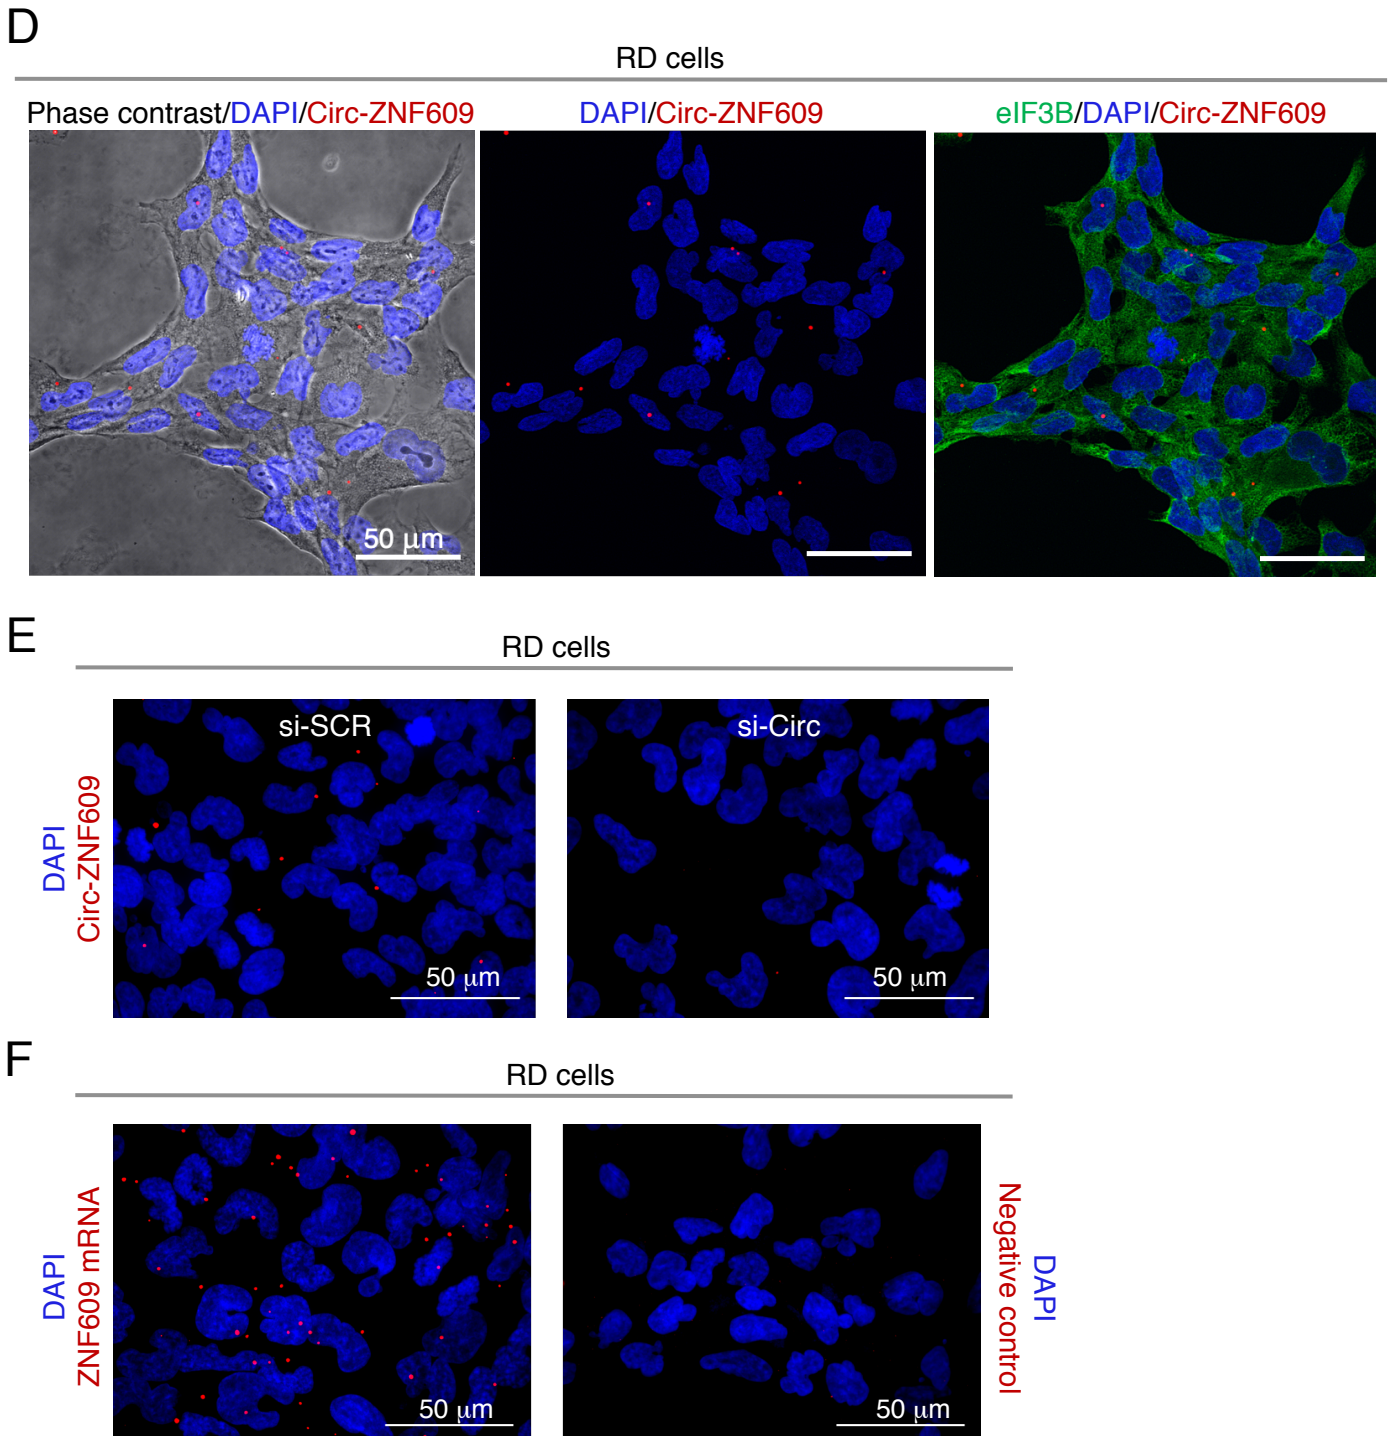 D
RD cells
Phase contrast/DAPI/Circ-ZNF609
DAPI/Circ-ZNF609
eIF3B/DAPI/Circ-ZNF609
50 μm
E
RD cells
DAPI
Circ-ZNF609
si-SCR
si-Circ
50 μm
50 μm
F
RD cells
DAPI
ZNF609 mRNA
50 μm
50 μm
Negative control
DAPI